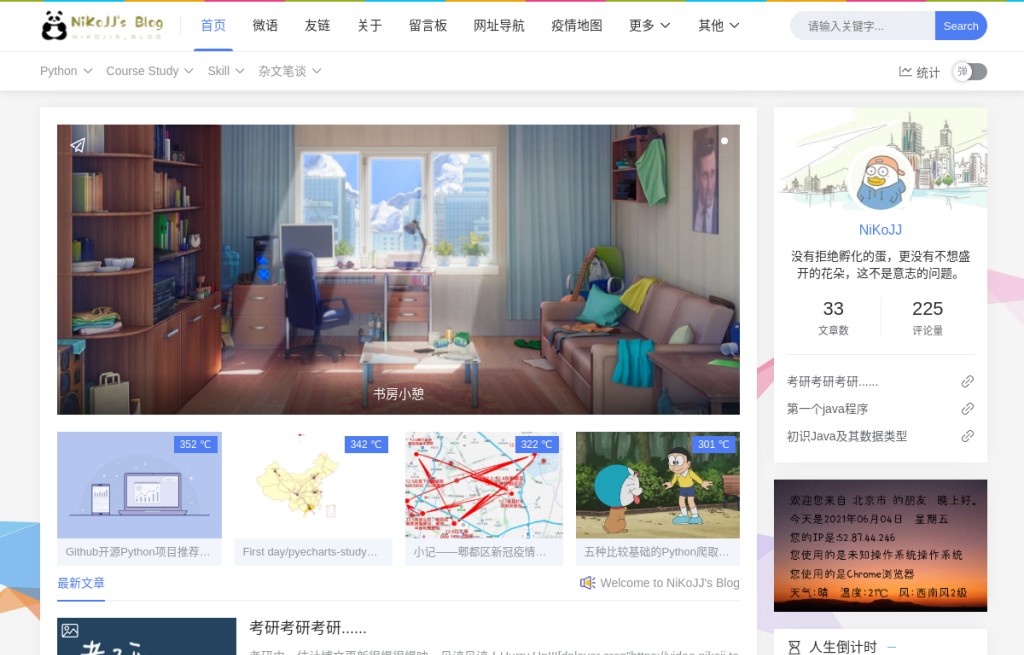 NiKoJJ's Blog
NIKOJJS_BLOG
首页 微语 友链 关于 留言板 网址导航 疫情地图 更多 其他
请输入关键字... Search
Python Course Study Skill 杂文笔谈
统计 弹
书房小憩
NiKoJJ
没有拒绝孵化的蛋，更没有不想盛
开的花朵，这不是意志的问题。
33 225
文章数 评论量
考研考研考研......
第一个java程序
初识Java及其数据类型
352 ℃ 342 ℃ 322 ℃ 301 ℃
Github开源Python项目推荐... First day/pyecharts-study... 小记——郫都区新冠疫情... 五种比较基础的Python爬取...
最新文章
Welcome to NiKoJJ's Blog
欢迎您来自 北京市 的朋友 晚上好。
今天是2021年06月04日 星期五
您的IP是:52.87.44.246
您使用的是未知操作系统操作系统
您使用的是Chrome浏览器
天气:晴 温度:21℃ 风:西南风2级
考研考研考研......
人生倒计时